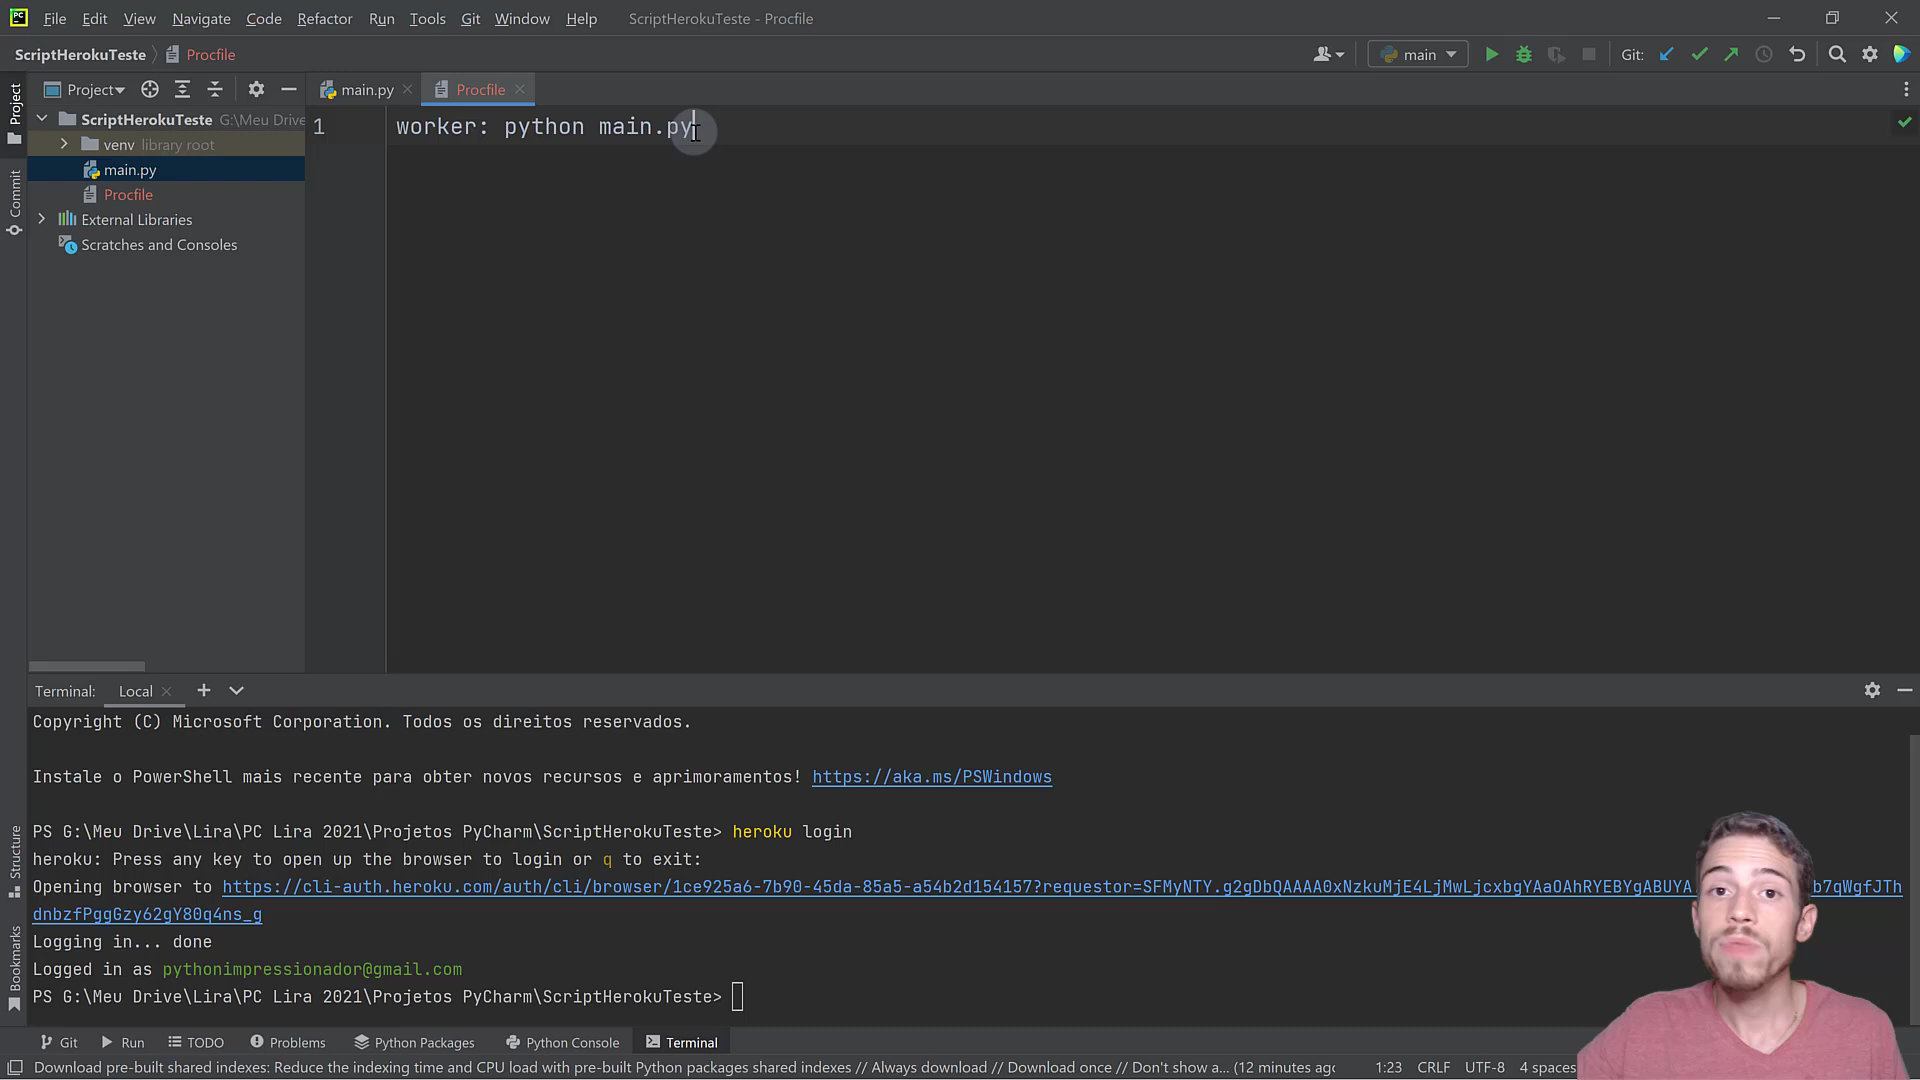 PC File Edit View Navigate Code Refactor Run Tools Git Window Help ScriptHerokuTeste - Procfile
ScriptHerokuTeste Procfile main Git:
Project main.py Procfile
Project
Commit
Structure
Bookmarks
ScriptHerokuTeste G:\Meu Drive
venv library root
main.py
Procfile
External Libraries
Scratches and Consoles
1 worker: python main.py
Terminal: Local
Copyright (C) Microsoft Corporation. Todos os direitos reservados.
Instale o PowerShell mais recente para obter novos recursos e aprimoramentos! https://aka.ms/PSWindows
PS G:\Meu Drive\Lira\PC Lira 2021\Projetos PyCharm\ScriptHerokuTeste> heroku login
heroku: Press any key to open up the browser to login or q to exit:
Opening browser to https://cli-auth.heroku.com/auth/cli/browser/1ce925a6-7b90-45da-85a5-a54b2d154157?requestor=SFMyNTY.g2gDbQAAAA0xNzkuMjE4LjMwLjcxbgYAaOAhRYEBYgABUYA. b7qWgfJTh
dnbzfPggGzy62gY80q4ns_g
Logging in... done
Logged in as pythonimpressionador@gmail.com
PS G:\Meu Drive\Lira\PC Lira 2021\Projetos PyCharm\ScriptHerokuTeste>
Git Run TODO Problems Python Packages Python Console Terminal
Download pre-built shared indexes: Reduce the indexing time and CPU load with pre-built Python packages shared indexes // Always download // Download once // Don't show a... (12 minutes ago 1:23 CRLF UTF-8 4 spaces